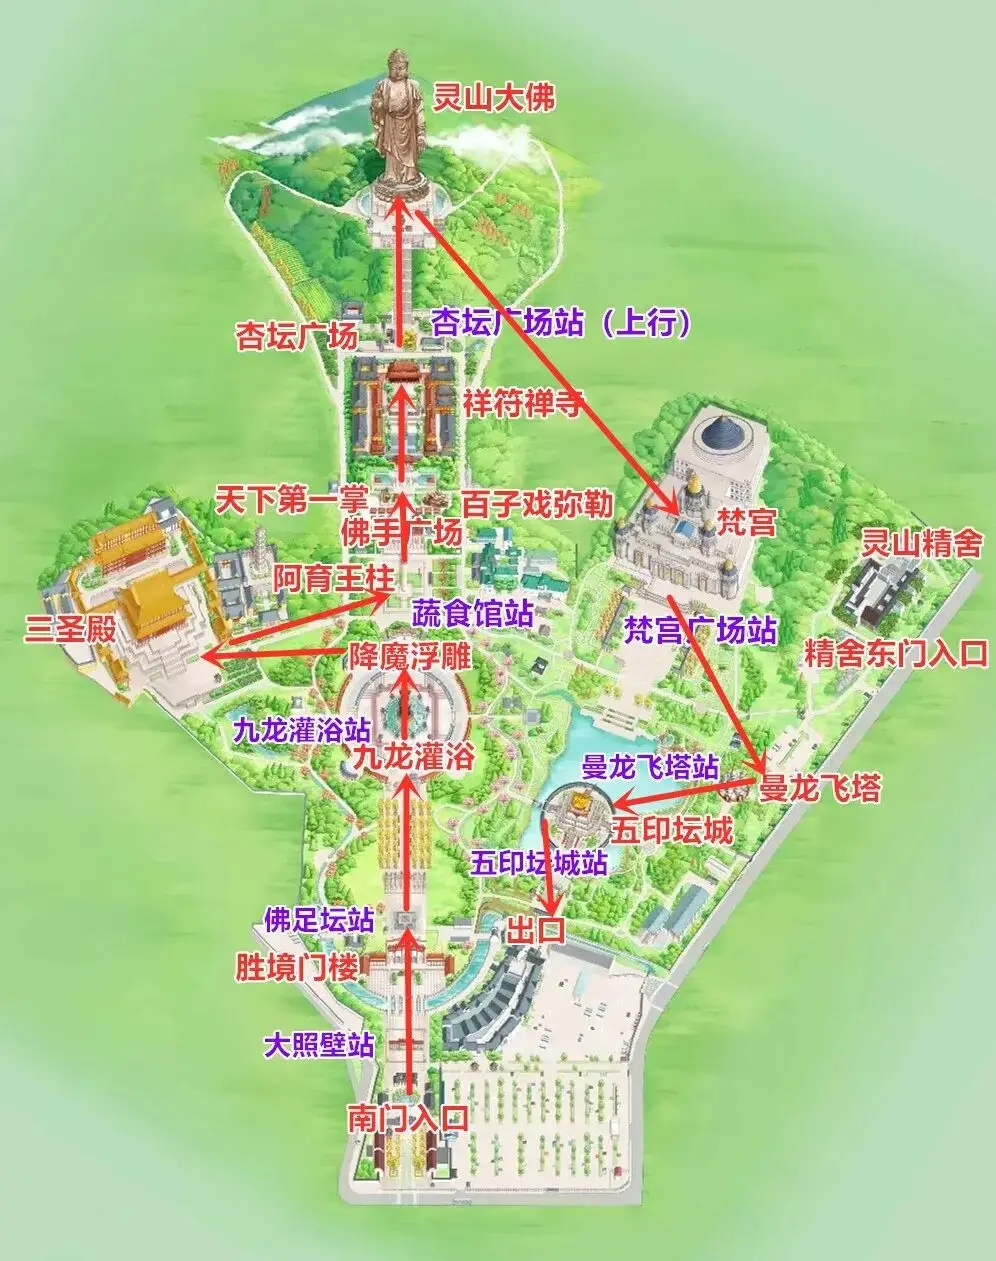 灵山大佛
杏坛广场站（上行）
杏坛广场
祥符禅寺
天下第一掌
百子戏弥勒
佛手广场
梵宫
灵山精舍
阿育王柱
蔬食馆站
三圣殿
梵宫广场站
降魔浮雕
精舍东门入口
九龙灌浴站
九龙灌浴
曼龙飞塔站
曼龙飞塔
五印坛城
五印坛城站
佛足坛站
出口
胜境门楼
大照壁站
南门入口